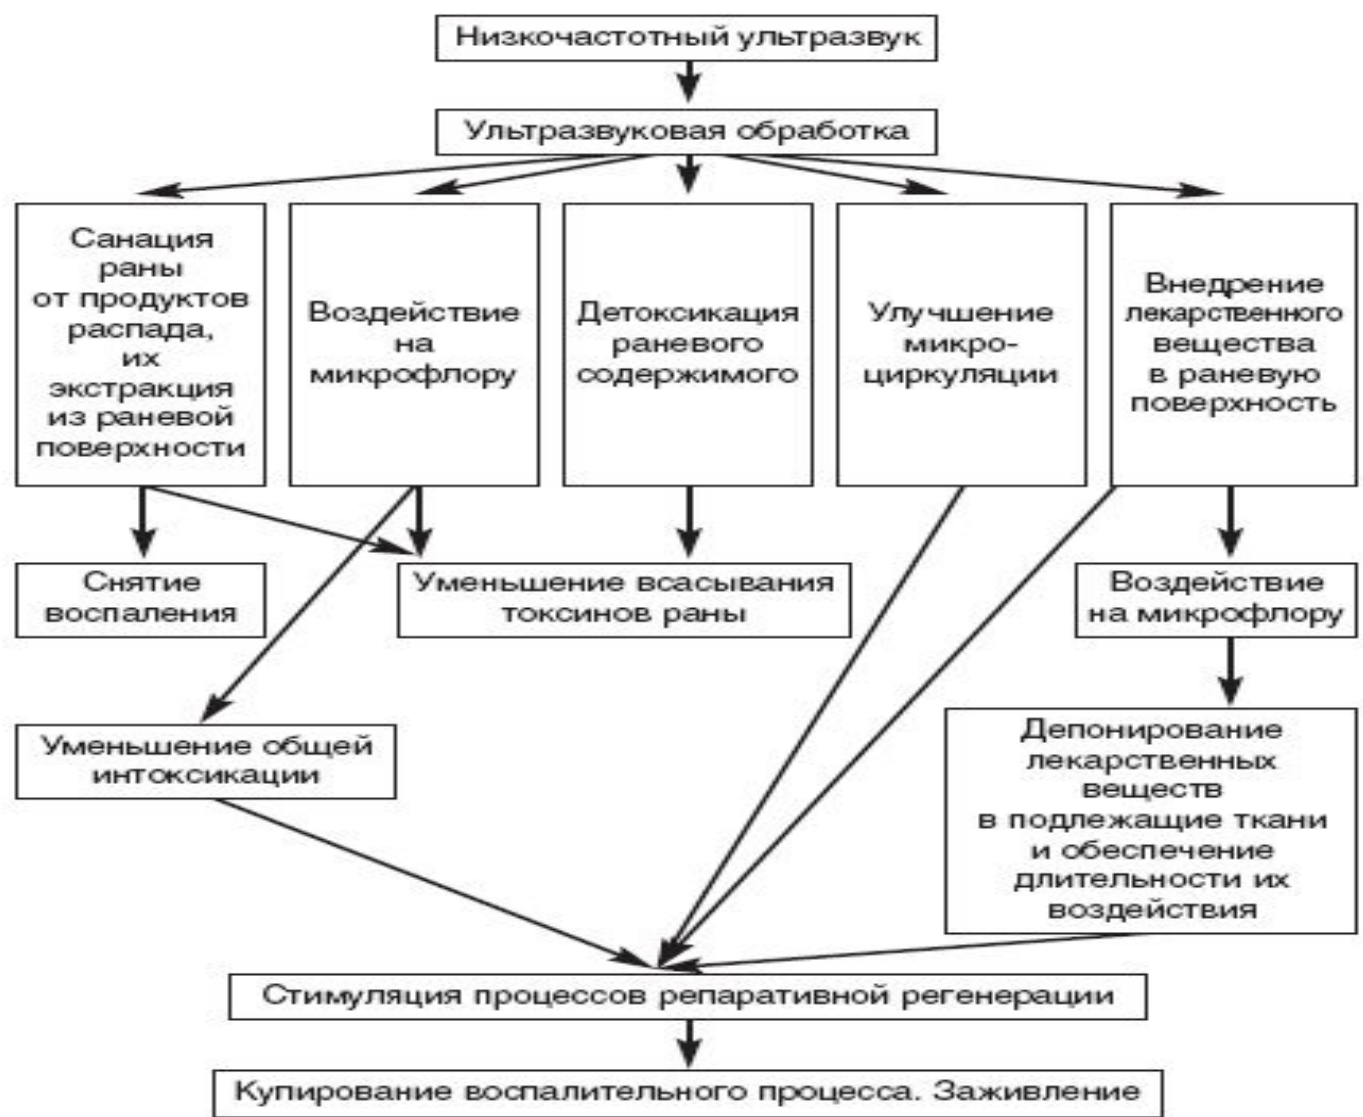 Низкочастотный ультразвук
Ультразвуковая обработка
Санация
раны
от продуктов
распада,
их
экстракция
из раневой
поверхности
Воздействие
на
микрофлору
Детоксикация
раневого
содержимого
Улучшение
микро-
циркуляции
Внедрение
лекарственного
вещества
в раневую
поверхность
Снятие
воспаления
Уменьшение всасывания
токсинов раны
Воздействие
на микрофлору
Уменьшение общей
интоксикации
Депонирование
лекарственных
веществ
в подлежащие ткани
и обеспечение
длительности их
воздействия
Стимуляция процессов репаративной регенерации
Купирование воспалительного процесса. Заживление